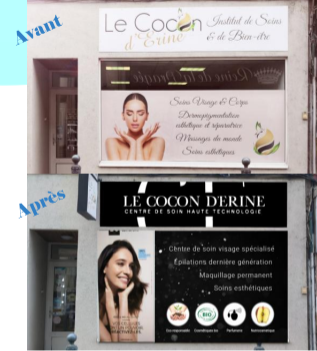 Avant
Le Cocon
d'Erine
Institut de Soins
& de Bien-être
Soins Visage & Corps
Dermopigmentation
esthétique et réparatrice
Massages du monde
Soins esthétiques
Après
LE COCON D'ERINE
CENTRE DE SOIN HAUTE TECHNOLOGIE
Centre de soin visage spécialisé
Épilations dernière génération
Maquillage permanent
Soins esthétiques
BIO